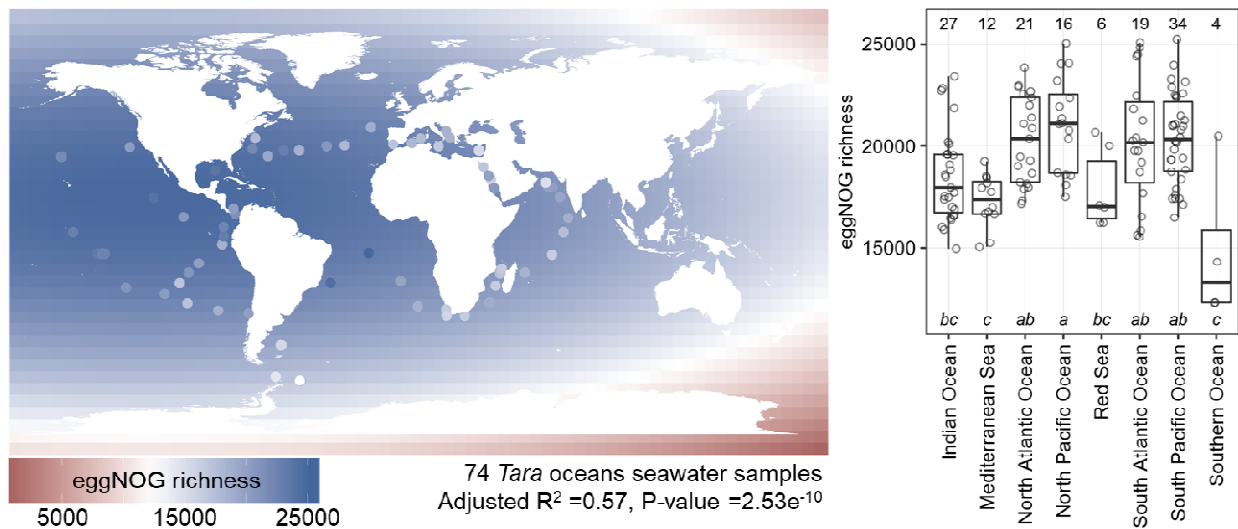 eggNOG richness
5000 15000 25000
74 Tara oceans seawater samples
Adjusted R² =0.57, P-value =2.53e⁻¹⁰
27 12 21 16 6 19 34 4
eggNOG richness
25000
20000
15000
bc c ab a bc ab ab c
Indian Ocean
Mediterranean Sea
North Atlantic Ocean
North Pacific Ocean
Red Sea
South Atlantic Ocean
South Pacific Ocean
Southern Ocean